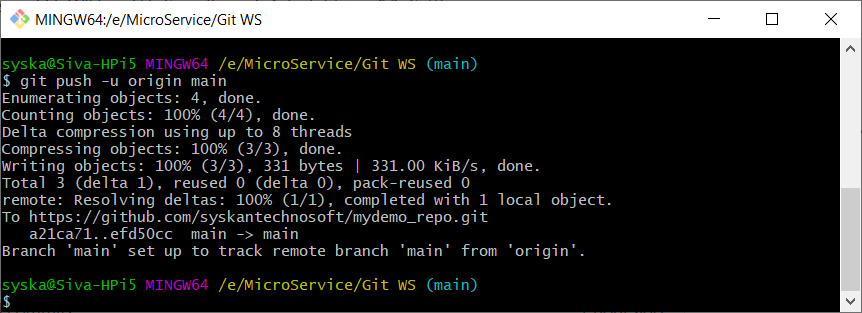 MINGW64:/e/MicroService/Git WS
syska@Siva-HPi5 MINGW64 /e/MicroService/Git WS (main)
$ git push -u origin main
Enumerating objects: 4, done.
Counting objects: 100% (4/4), done.
Delta compression using up to 8 threads
Compressing objects: 100% (3/3), done.
Writing objects: 100% (3/3), 331 bytes | 331.00 KiB/s, done.
Total 3 (delta 1), reused 0 (delta 0), pack-reused 0
remote: Resolving deltas: 100% (1/1), completed with 1 local object.
To https://github.com/syskantechnosoft/mydemo_repo.git
   a21ca71..efd50cc  main -> main
Branch 'main' set up to track remote branch 'main' from 'origin'.
syska@Siva-HPi5 MINGW64 /e/MicroService/Git WS (main)
$